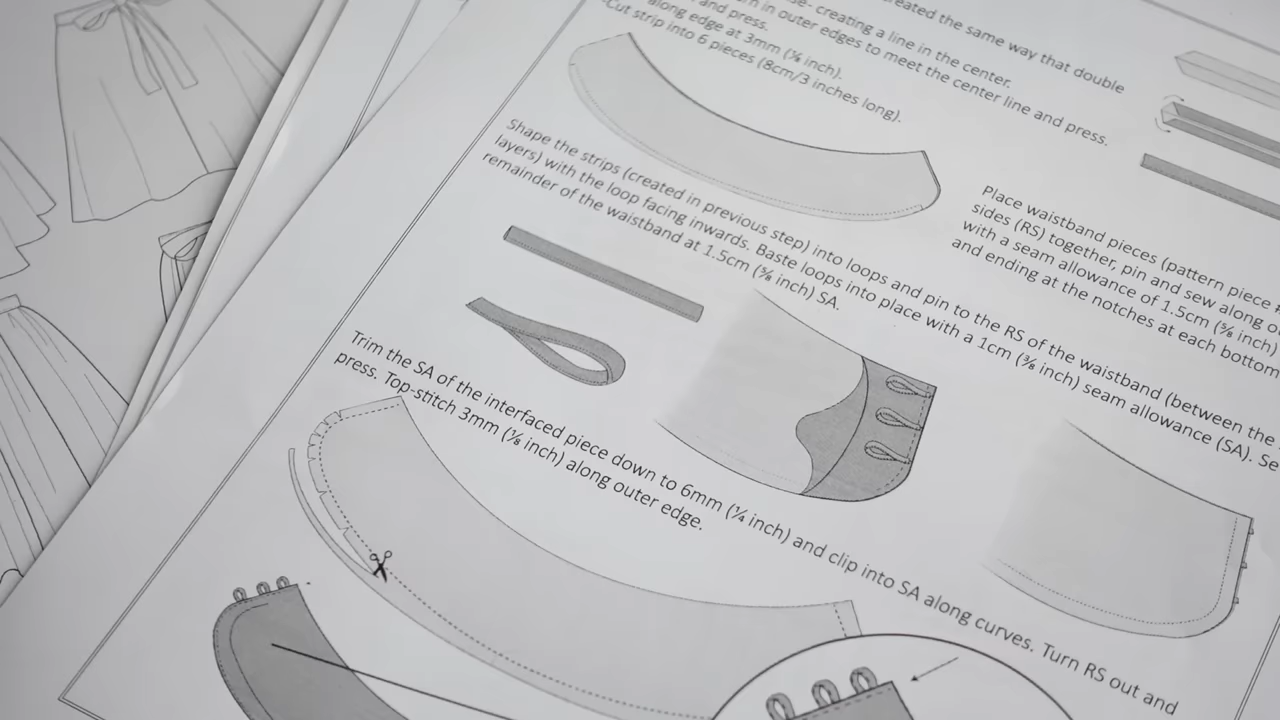 created the same way that double
creating a line in the center.
in outer edges to meet the center line and press.
and press.
along edge at 3mm (⅛ inch).
Cut strip into 6 pieces (8cm/3 inches long).
Place waistband pieces (pattern piece
sides (RS) together, pin and sew along
with a seam allowance of 1.5cm (⅝ inch)
and ending at the notches at each bottom
Shape the strips (created in previous step) into loops and pin to the RS of the waistband (between the
layers) with the loop facing inwards. Baste loops into place with a 1cm (⅜ inch) seam allowance (SA).
remainder of the waistband at 1.5cm (⅝ inch) SA.
Trim the SA of the interfaced piece down to 6mm (¼ inch) and clip into SA along curves. Turn RS out and
press. Top-stitch 3mm (⅛ inch) along outer edge.